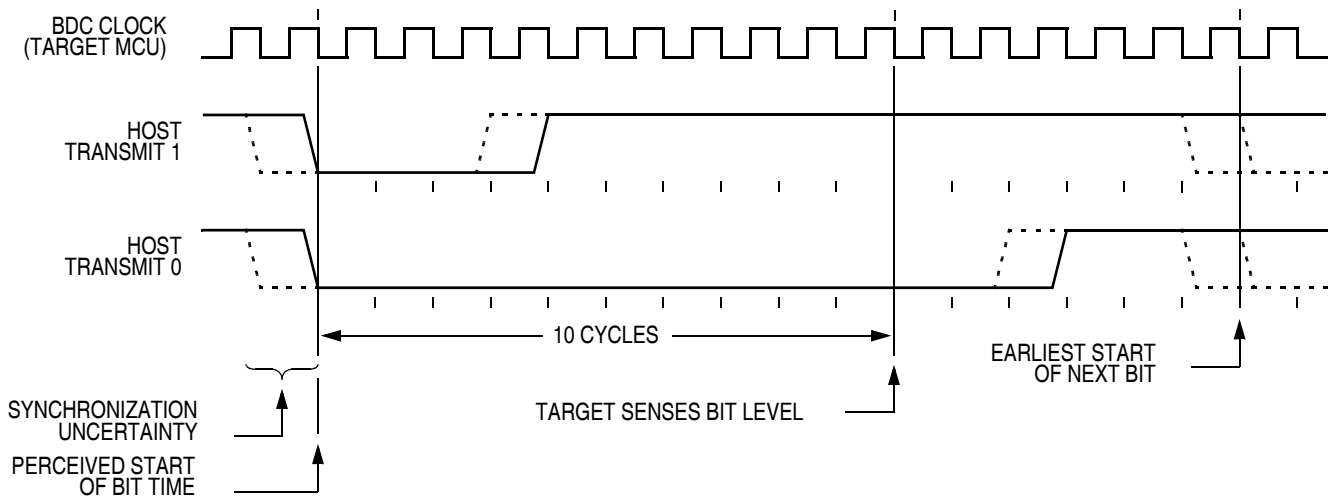 BDC CLOCK
(TARGET MCU)
HOST
TRANSMIT 1
HOST
TRANSMIT 0
10 CYCLES
EARLIEST START
OF NEXT BIT
SYNCHRONIZATION
UNCERTAINTY
TARGET SENSES BIT LEVEL
PERCEIVED START
OF BIT TIME